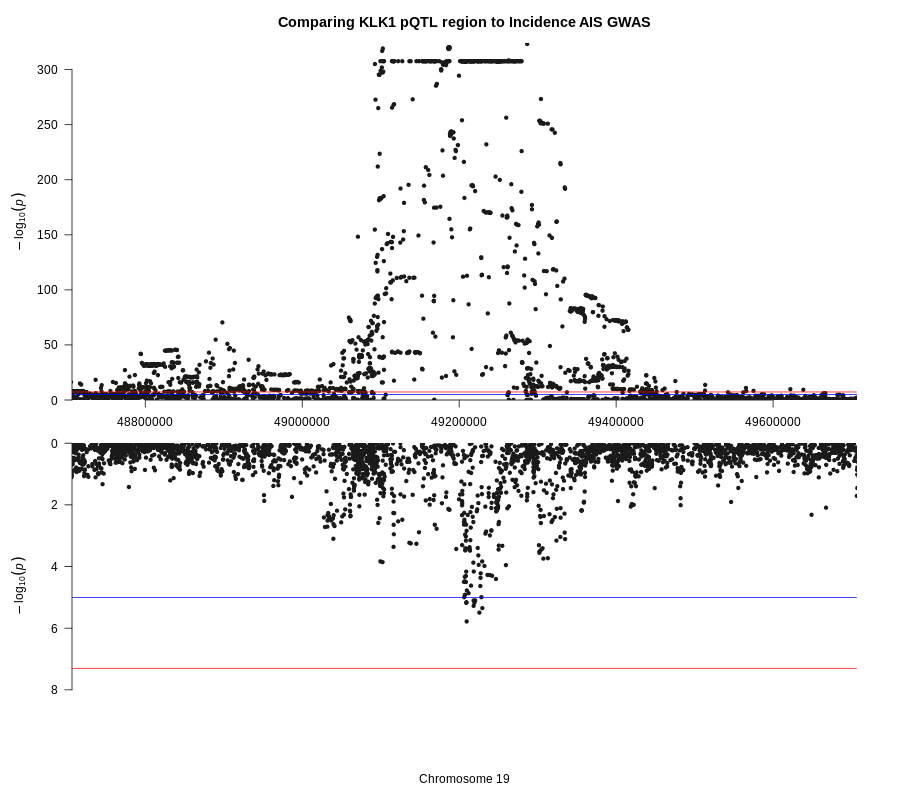 Comparing KLK1 pQTL region to Incidence AIS GWAS
300
250
200
150
100
50
0
− log10(p)
48800000 49000000 49200000 49400000 49600000
0
2
4
6
8
− log10(p)
Chromosome 19